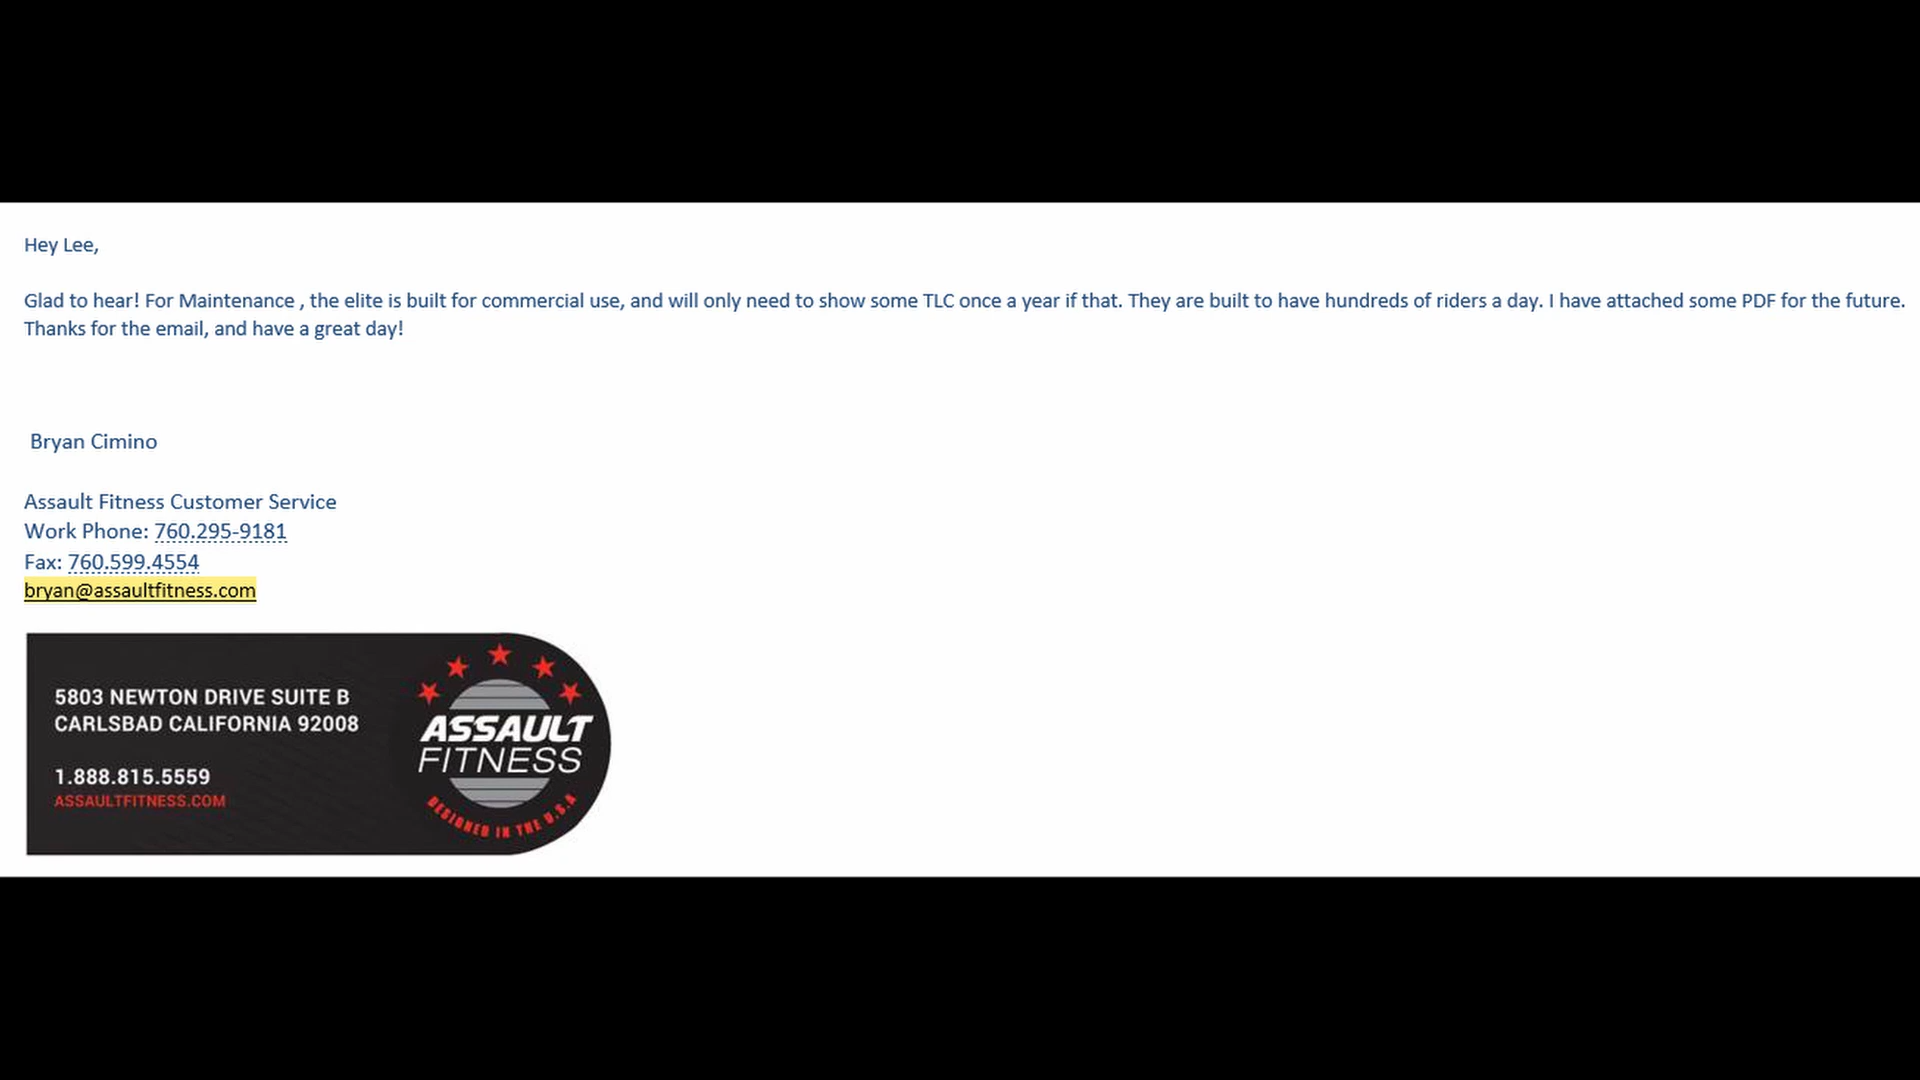 Hey Lee,
Glad to hear! For Maintenance , the elite is built for commercial use, and will only need to show some TLC once a year if that. They are built to have hundreds of riders a day. I have attached some PDF for the future.
Thanks for the email, and have a great day!
Bryan Cimino
Assault Fitness Customer Service
Work Phone: 760.295-9181
Fax: 760.599.4554
bryan@assaultfitness.com
5803 NEWTON DRIVE SUITE B
CARLSBAD CALIFORNIA 92008
1.888.815.5559
ASSAULTFITNESS.COM
ASSAULT
FITNESS
DESIGNED IN THE U.S.A